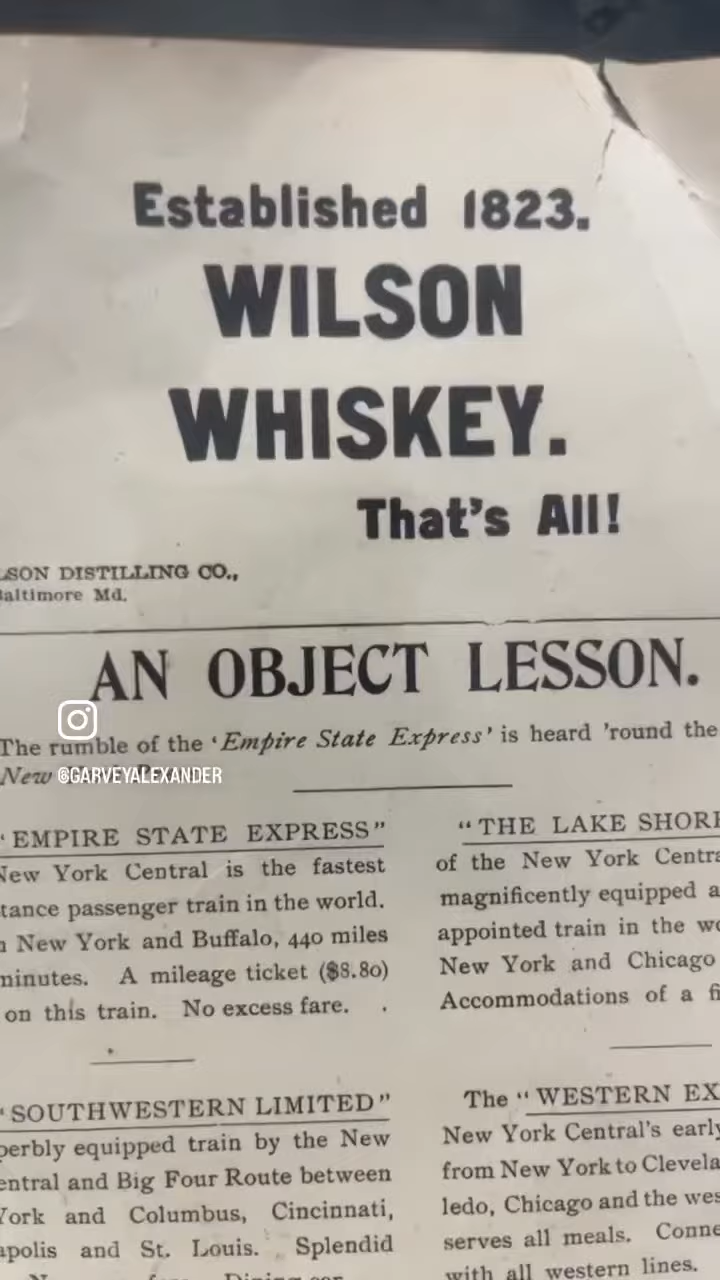 Established 1823.
WILSON
WHISKEY.
That's All!
LSON DISTILLING CO.,
Baltimore Md.
AN OBJECT LESSON.
The rumble of the 'Empire State Express' is heard 'round the
New
@GARVEYALEXANDER
'EMPIRE STATE EXPRESS"
New York Central is the fastest
tance passenger train in the world.
n New York and Buffalo, 440 miles
minutes. A mileage ticket ($8.80)
on this train. No excess fare.
"SOUTHWESTERN LIMITED"
perbly equipped train by the New
entral and Big Four Route between
York and Columbus, Cincinnati,
apolis and St. Louis. Splendid
"THE LAKE SHOR
of the New York Centra
magnificently equipped a
appointed train in the wo
New York and Chicago
Accommodations of a fi
The "WESTERN EX
New York Central's early
from New York to Clevela
ledo, Chicago and the wes
serves all meals. Conne
with all western lines.